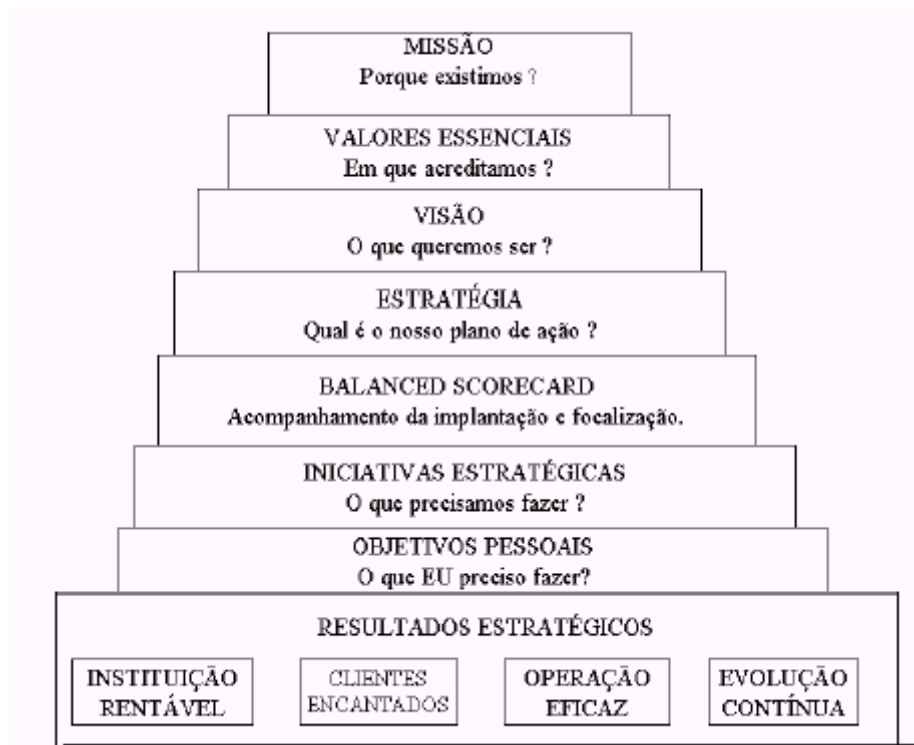 MISSÃO
Porque existimos ?
VALORES ESSENCIAIS
Em que acreditamos ?
VISÃO
O que queremos ser ?
ESTRATÉGIA
Qual é o nosso plano de ação ?
BALANCED SCORECARD
Acompanhamento da implantação e focalização.
INICIATIVAS ESTRATÉGICAS
O que precisamos fazer ?
OBJETIVOS PESSOAIS
O que EU preciso fazer?
RESULTADOS ESTRATÉGICOS
INSTITUIÇÃO
RENTÁVEL
CLIENTES
ENCANTADOS
OPERAÇÃO
EFICAZ
EVOLUÇÃO
CONTÍNUA